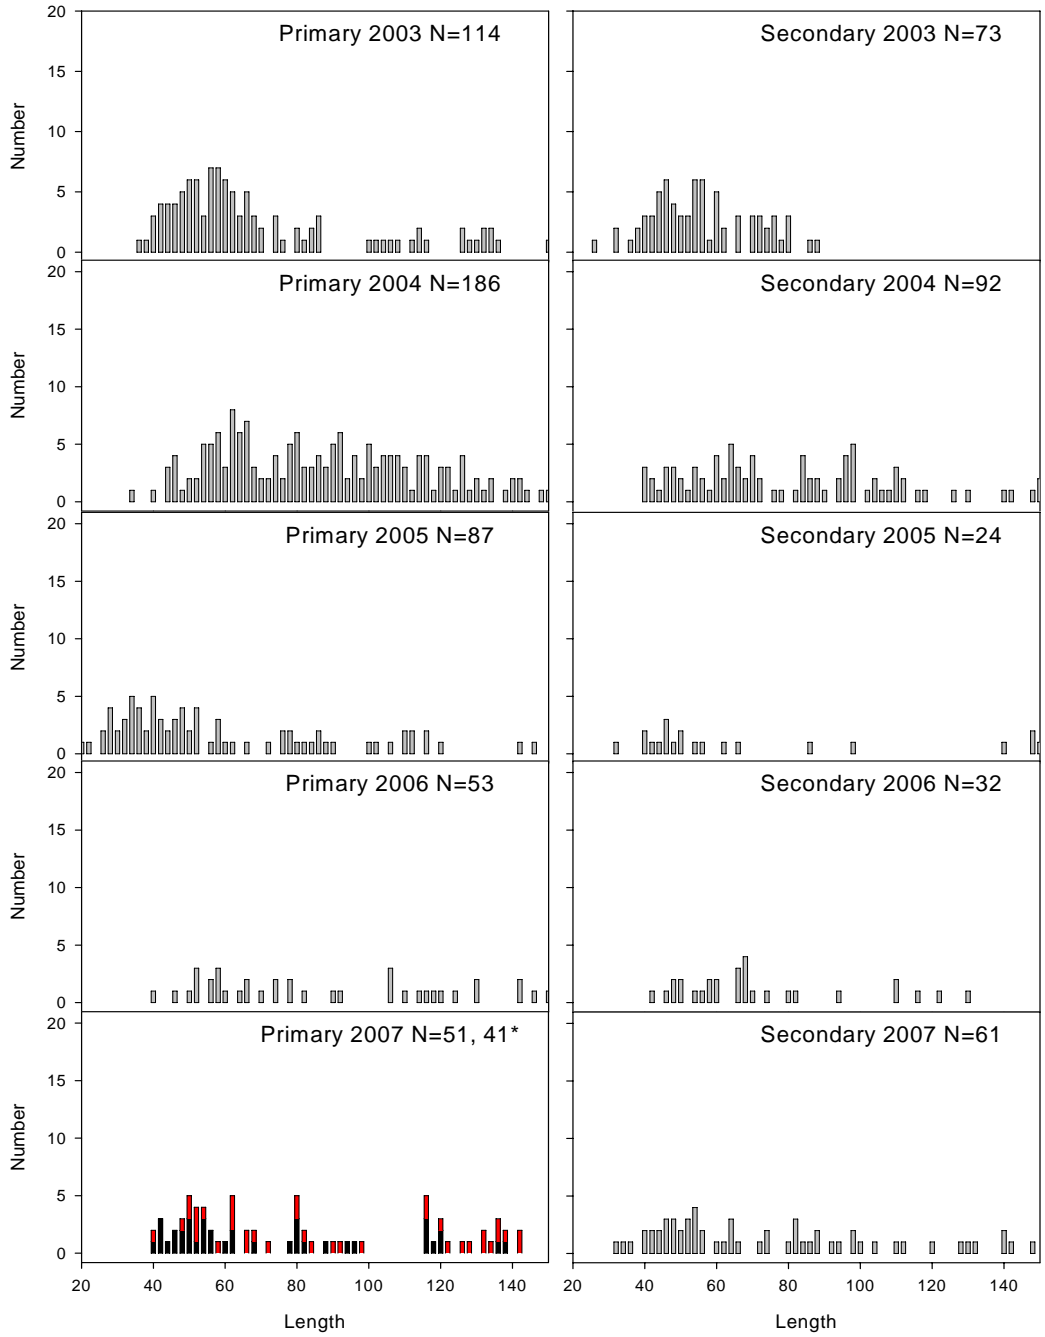 Primary 2003 N=114
Secondary 2003 N=73
Number
20
15
10
5
0
Primary 2004 N=186
Secondary 2004 N=92
Number
20
15
10
5
0
Primary 2005 N=87
Secondary 2005 N=24
Number
20
15
10
5
0
Primary 2006 N=53
Secondary 2006 N=32
Number
20
15
10
5
0
Primary 2007 N=51, 41*
Secondary 2007 N=61
Number
20
15
10
5
0
20 40 60 80 100 120 140
20 40 60 80 100 120 140
Length
Length